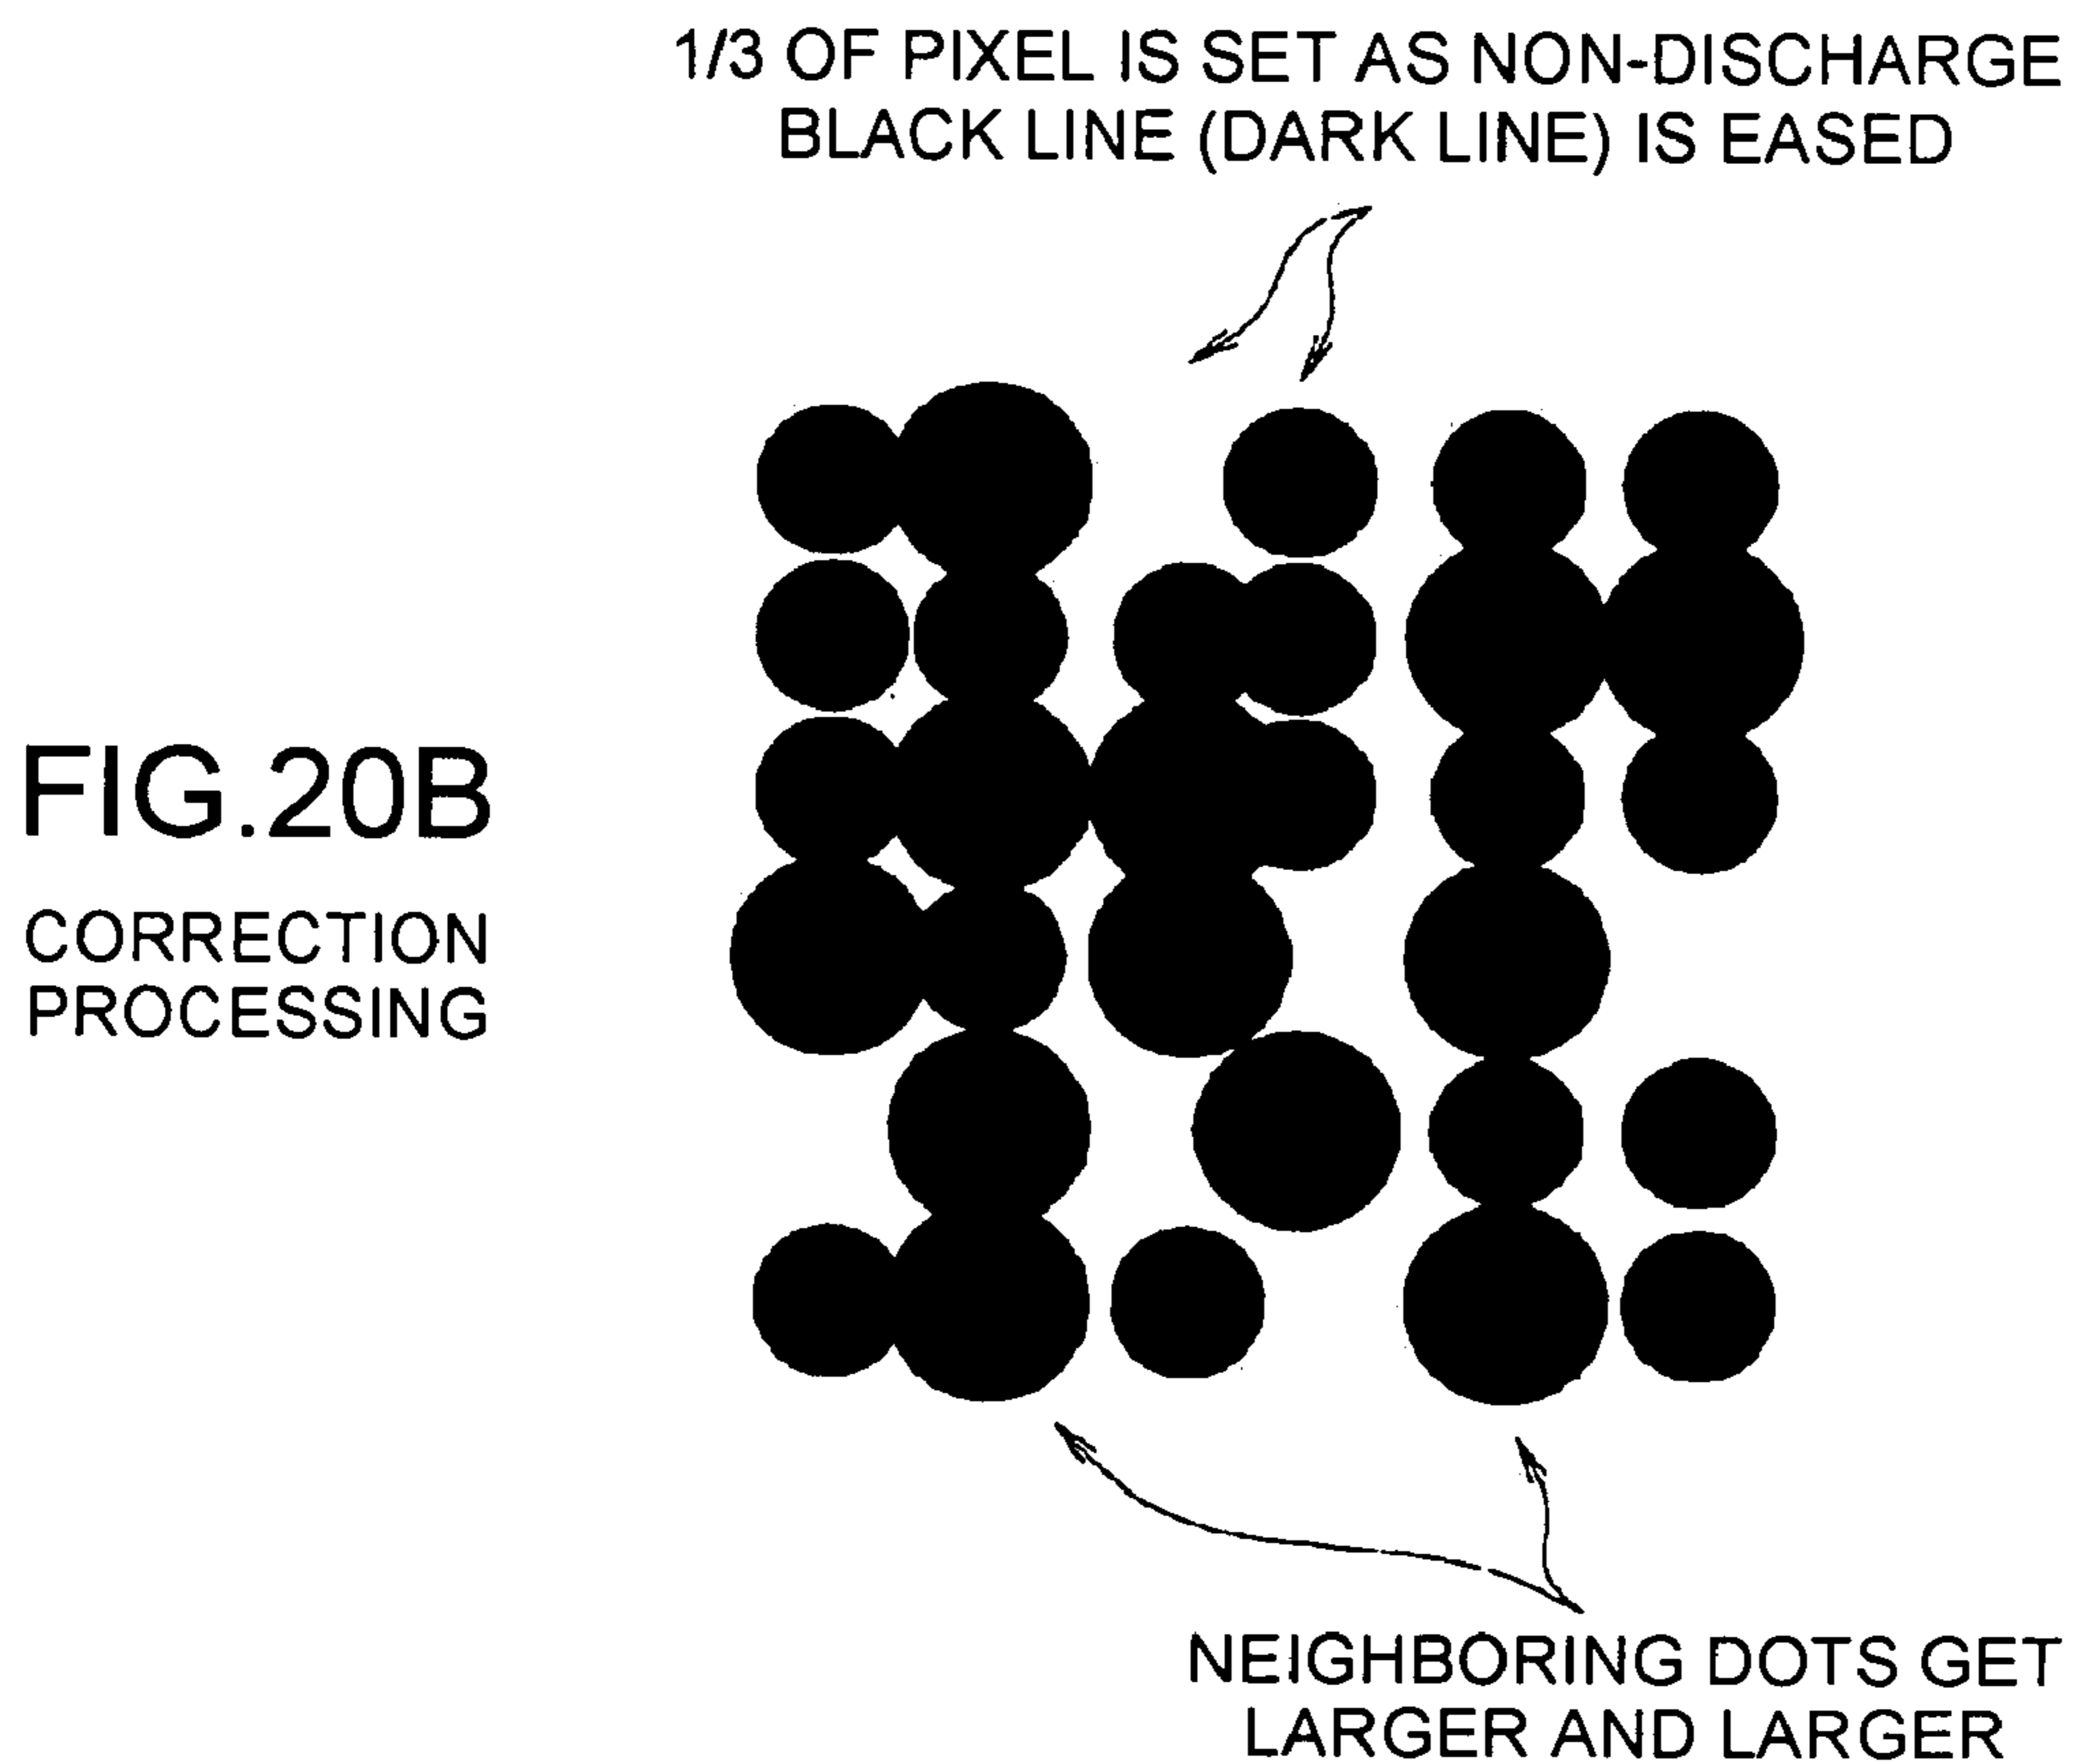 1/3 OF PIXEL IS SET AS NON-DISCHARGE
BLACK LINE (DARK LINE) IS EASED
FIG.20B
CORRECTION
PROCESSING
NEIGHBORING DOTS GET
LARGER AND LARGER